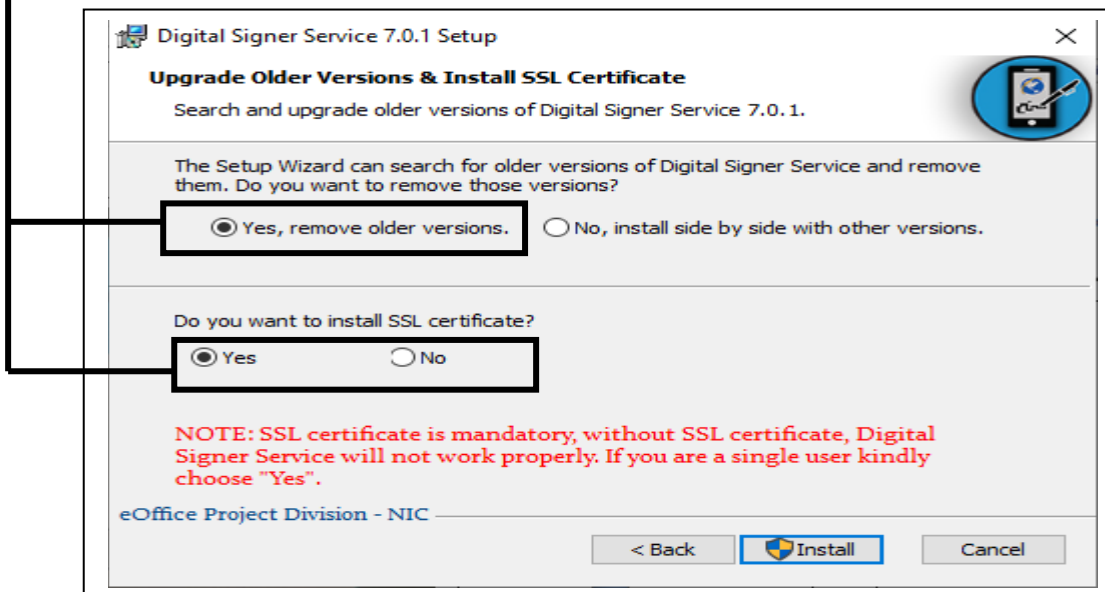 Digital Signer Service 7.0.1 Setup
Upgrade Older Versions & Install SSL Certificate
Search and upgrade older versions of Digital Signer Service 7.0.1.
The Setup Wizard can search for older versions of Digital Signer Service and remove
them. Do you want to remove those versions?
Yes, remove older versions. No, install side by side with other versions.
Do you want to install SSL certificate?
Yes No
NOTE: SSL certificate is mandatory, without SSL certificate, Digital
Signer Service will not work properly. If you are a single user kindly
choose "Yes".
eOffice Project Division - NIC
< Back Install Cancel